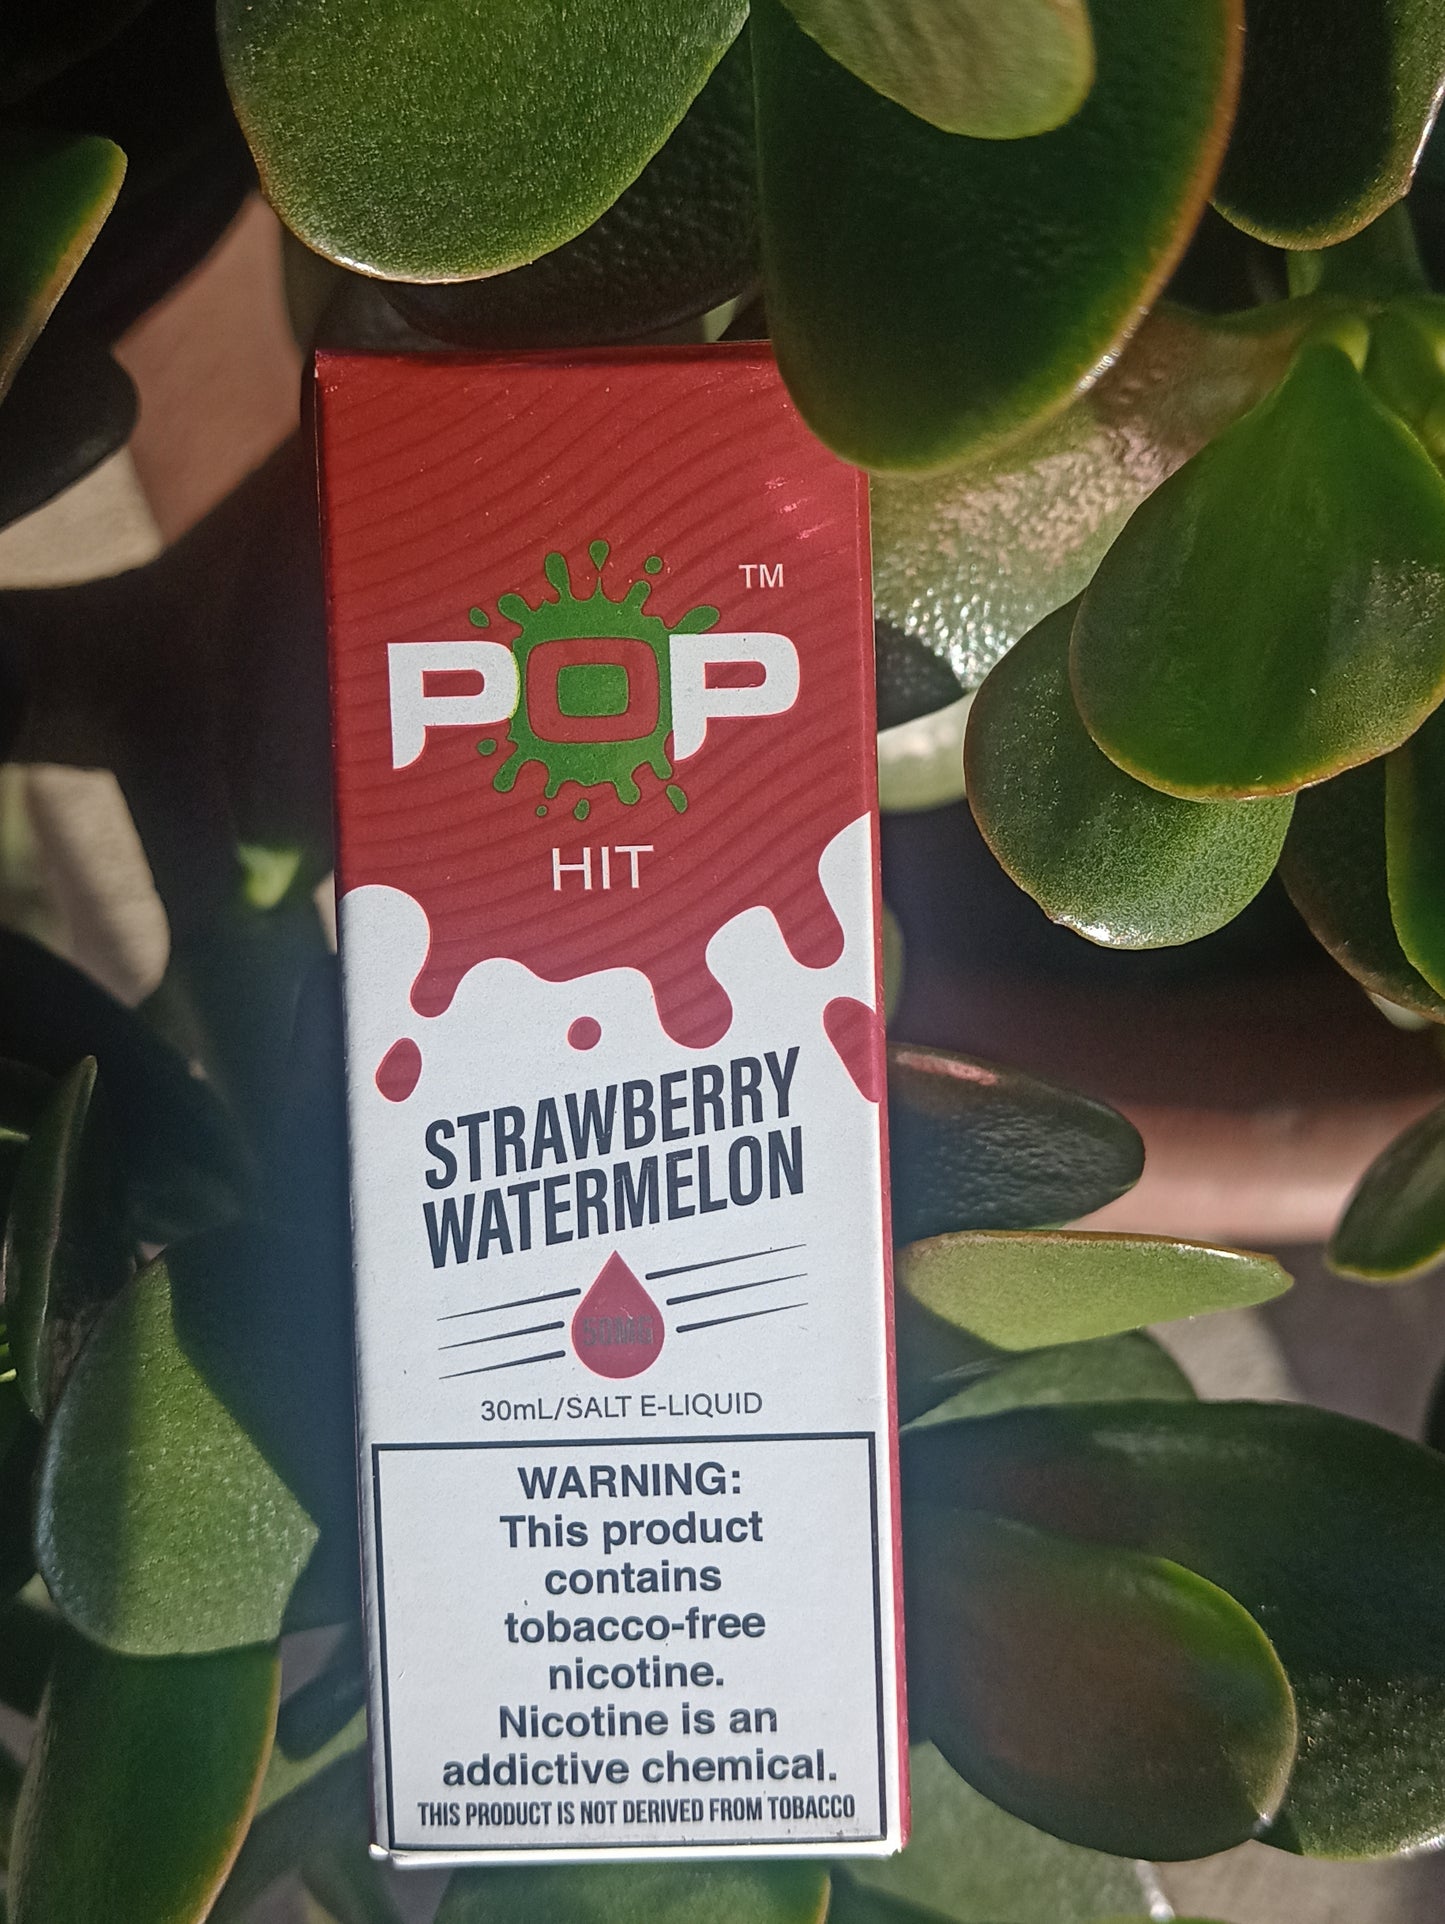 POP™
HIT
STRAWBERRY
WATERMELON
50MG
30mL/SALT E-LIQUID
WARNING:
This product
contains
tobacco-free
nicotine.
Nicotine is an
addictive chemical.
THIS PRODUCT IS NOT DERIVED FROM TOBACCO